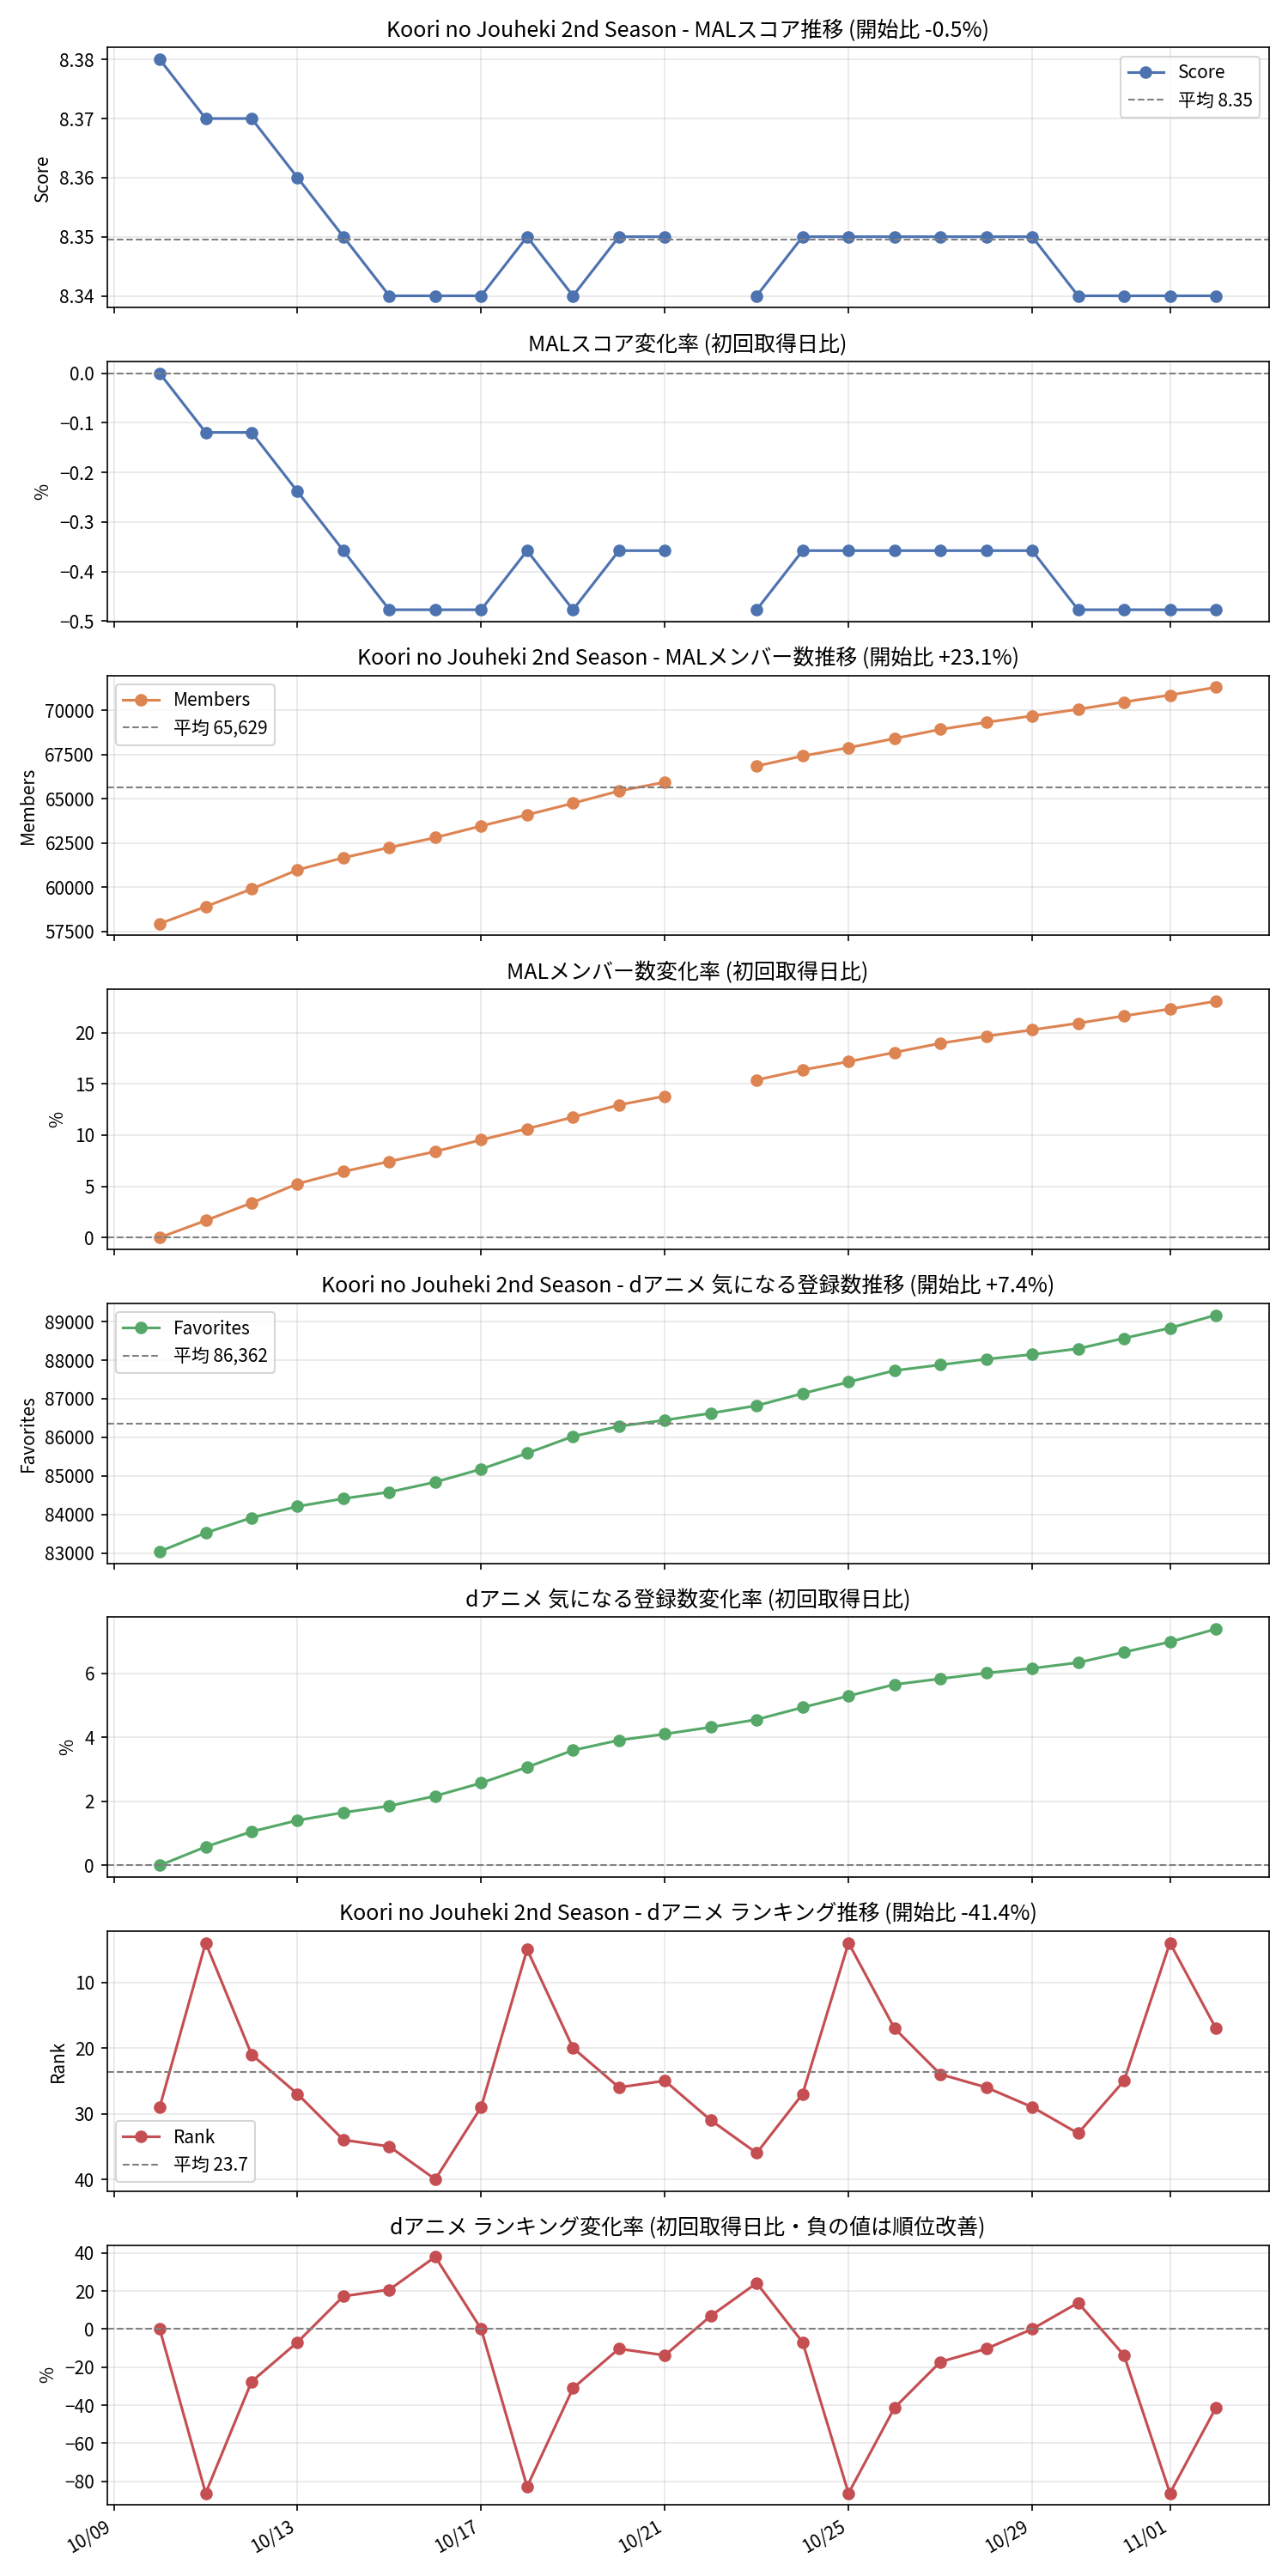 Koori no Jouheki 2nd Season - MALスコア推移 (開始比 -0.5%)
Score
8.38
8.37
8.36
8.35
8.34
Score
平均 8.35
MALスコア変化率 (初回取得日比)
%
0.0
−0.1
−0.2
−0.3
−0.4
−0.5
Koori no Jouheki 2nd Season - MALメンバー数推移 (開始比 +23.1%)
Members
70000
67500
65000
62500
60000
57500
Members
平均 65,629
MALメンバー数変化率 (初回取得日比)
%
20
15
10
5
0
Koori no Jouheki 2nd Season - dアニメ 気になる登録数推移 (開始比 +7.4%)
Favorites
89000
88000
87000
86000
85000
84000
83000
Favorites
平均 86,362
dアニメ 気になる登録数変化率 (初回取得日比)
%
6
4
2
0
Koori no Jouheki 2nd Season - dアニメ ランキング推移 (開始比 -41.4%)
Rank
10
20
30
40
Rank
平均 23.7
dアニメ ランキング変化率 (初回取得日比・負の値は順位改善)
%
40
20
0
−20
−40
−60
−80
10/09
10/13
10/17
10/21
10/25
10/29
11/01